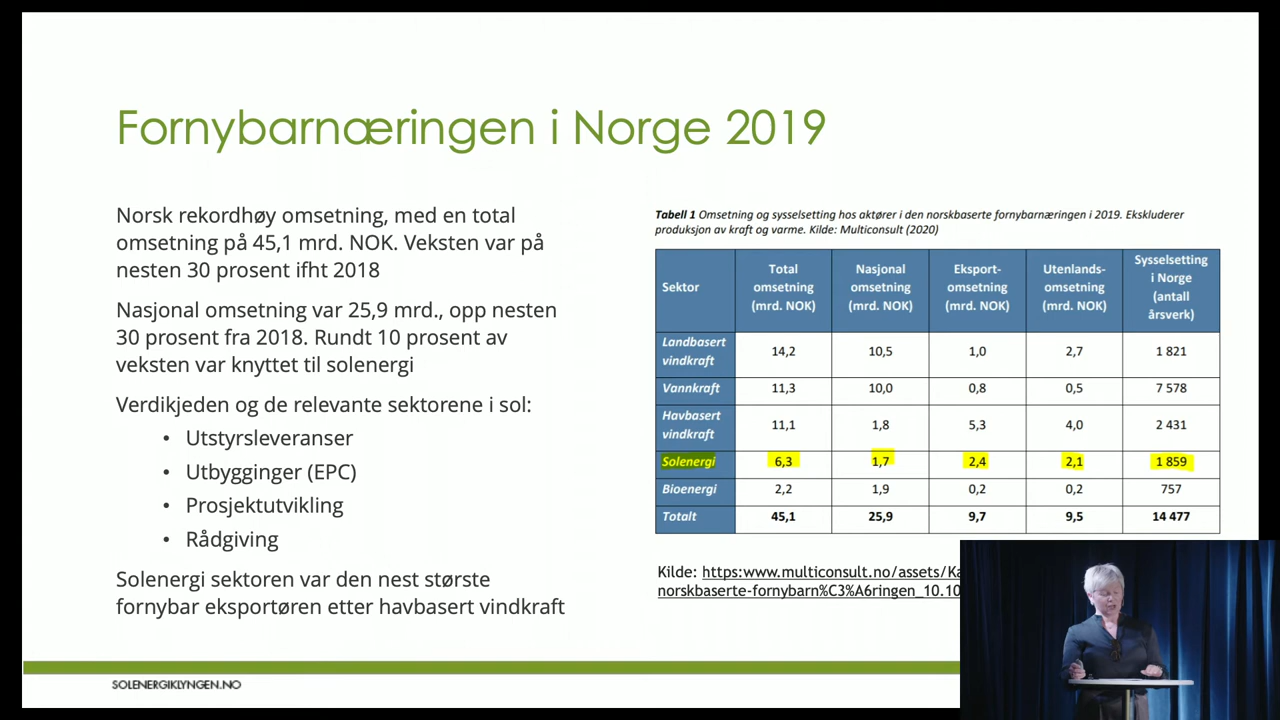 Fornybarnæringen i Norge 2019
Norsk rekordhøy omsetning, med en total
omsetning på 45,1 mrd. NOK. Veksten var på
nesten 30 prosent ifht 2018
Nasjonal omsetning var 25,9 mrd., opp nesten
30 prosent fra 2018. Rundt 10 prosent av
veksten var knyttet til solenergi
Verdikjeden og de relevante sektorene i sol:
• Utstyrsleveranser
• Utbygginger (EPC)
• Prosjektutvikling
• Rådgiving
Solenergi sektoren var den nest største
fornybar eksportøren etter havbasert vindkraft
Tabell 1 Omsetning og sysselsetting hos aktører i den norskbaserte fornybarnæringen i 2019. Ekskluderer
produksjon av kraft og varme. Kilde: Multiconsult (2020)
Sektor
Total
omsetning
(mrd. NOK)
Nasjonal
omsetning
(mrd. NOK)
Eksport-
omsetning
(mrd. NOK)
Utenlands-
omsetning
(mrd. NOK)
Sysselsetting
i Norge
(antall
årsverk)
Landbasert
vindkraft
14,2 10,5 1,0 2,7 1 821
Vannkraft 11,3 10,0 0,8 0,5 7 578
Havbasert
vindkraft
11,1 1,8 5,3 4,0 2 431
Solenergi 6,3 1,7 2,4 2,1 1 859
Bioenergi 2,2 1,9 0,2 0,2 757
Totalt 45,1 25,9 9,7 9,5 14 477
Kilde: https:www.multiconsult.no/assets/Ka
norskbaserte-fornybarn%C3%A6ringen_10.10
SOLENERGIKLYNGEN.NO